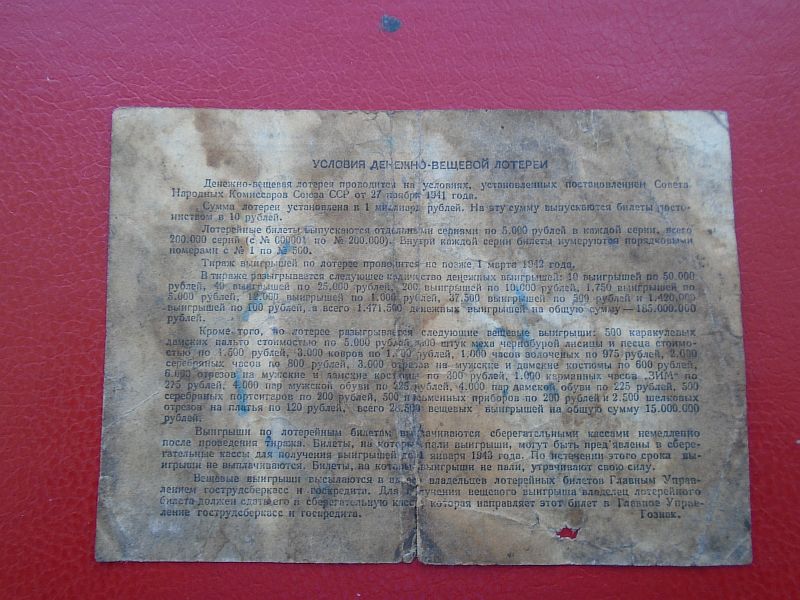 УСЛОВИЯ ДЕНЕЖНО-ВЕЩЕВОЙ ЛОТЕРЕИ
Денежно-вещевая лотерея проводится на условиях, установленных постановлением Совета
Народных Комиссаров Союза ССР от 27 ноября 1941 года.
Сумма лотереи установлена в 1 миллиард рублей. На эту сумму выпускаются билеты досто-
инством в 10 рублей.
Лотерейные билеты выпускаются отдельными сериями по 5.000 рублей в каждой серии, всего
200.000 серий (с № 000001 по № 200.000). Внутри каждой серии билеты нумеруются порядковыми
номерами с № 1 по № 500.
Тираж выигрышей по лотерее проводится не позже 1 марта 1942 года.
В тираже разыгрывается следующее количество денежных выигрышей: 10 выигрышей по 50.000
рублей, 40 выигрышей по 25.000 рублей, 200 выигрышей по 10.000 рублей, 1.750 выигрышей по
5.000 рублей, 12.000 выигрышей по 1.000 рублей, 37.500 выигрышей по 500 рублей и 1.420.000
выигрышей по 100 рублей, а всего 1.471.500 денежных выигрышей на общую сумму—185.000.000
рублей.
Кроме того, по лотерее разыгрываются следующие вещевые выигрыши: 500 каракулевых
дамских пальто стоимостью по 5.000 рублей, штук меха чернобурой лисицы и песца стоимо-
стью по 1.500 рублей, 3.000 ковров по рублей, 1.000 часов золоченых по 975 рублей, 2.000
серебряных часов по 800 рублей, 3.000 отрезов на мужские и дамские костюмы по 600 рублей,
6.000 отрезов на мужские и дамские костюмы по 300 рублей, 1.000 карманных часов „ЗИМ" по
275 рублей, 4.000 пар мужской обуви по 225 рублей, 4.000 пар дамской обуви по 225 рублей, 500
серебряных портсигаров по 200 рублей, 500 письменных приборов по 200 рублей и 2.500 шелковых
отрезов на платья по 120 рублей, всего 28.500 вещевых выигрышей на общую сумму 15.000.000
рублей.
Выигрыши по лотерейным билетам выплачиваются сберегательными кассами немедленно
после проведения тиража. Билеты, на которые пали выигрыши, могут быть предъявлены в сбере-
гательные кассы для получения выигрышей до 1 января 1943 года. По истечении этого срока вы-
игрыши не выплачиваются. Билеты, на которые выигрыши не пали, утрачивают свою силу.
Вещевые выигрыши высылаются в адрес владельцев лотерейных билетов Главным Управ-
лением гострудсберкасс и госкредита. Для получения вещевого выигрыша владелец лотерейного
билета должен сдать его в сберегательную кассу, которая направляет этот билет в Главное Управ-
ление гострудсберкасс и госкредита. Гознак.